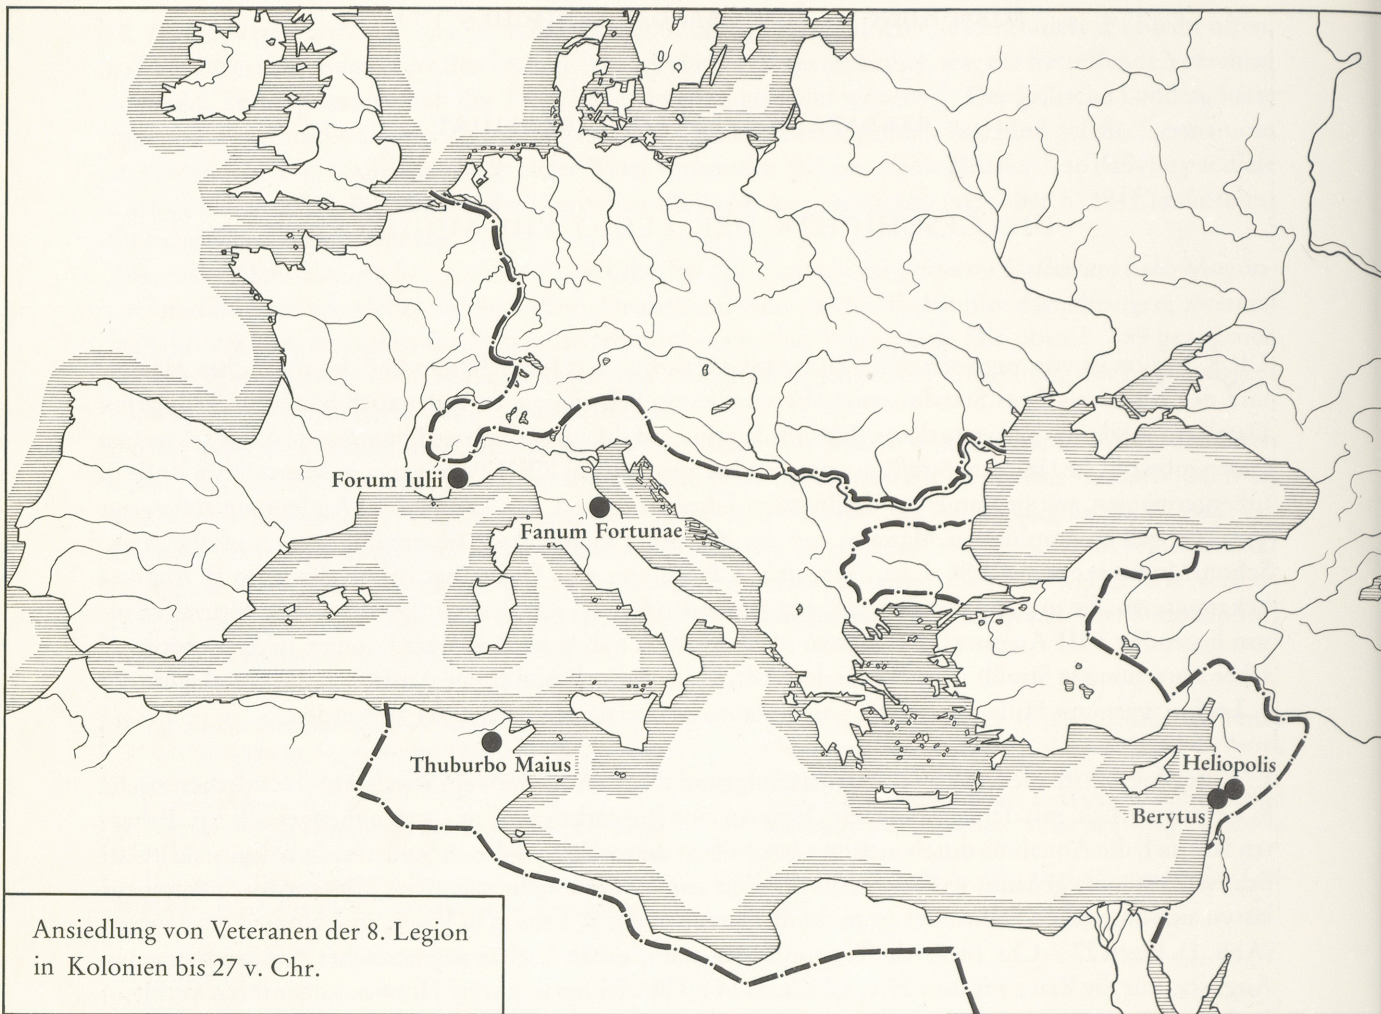 Forum Iulii
Fanum Fortunae
Thuburbo Maius
Heliopolis
Berytus
Ansiedlung von Veteranen der 8. Legion
in Kolonien bis 27 v. Chr.